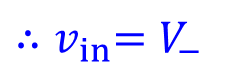 ∴ v_in = V_−